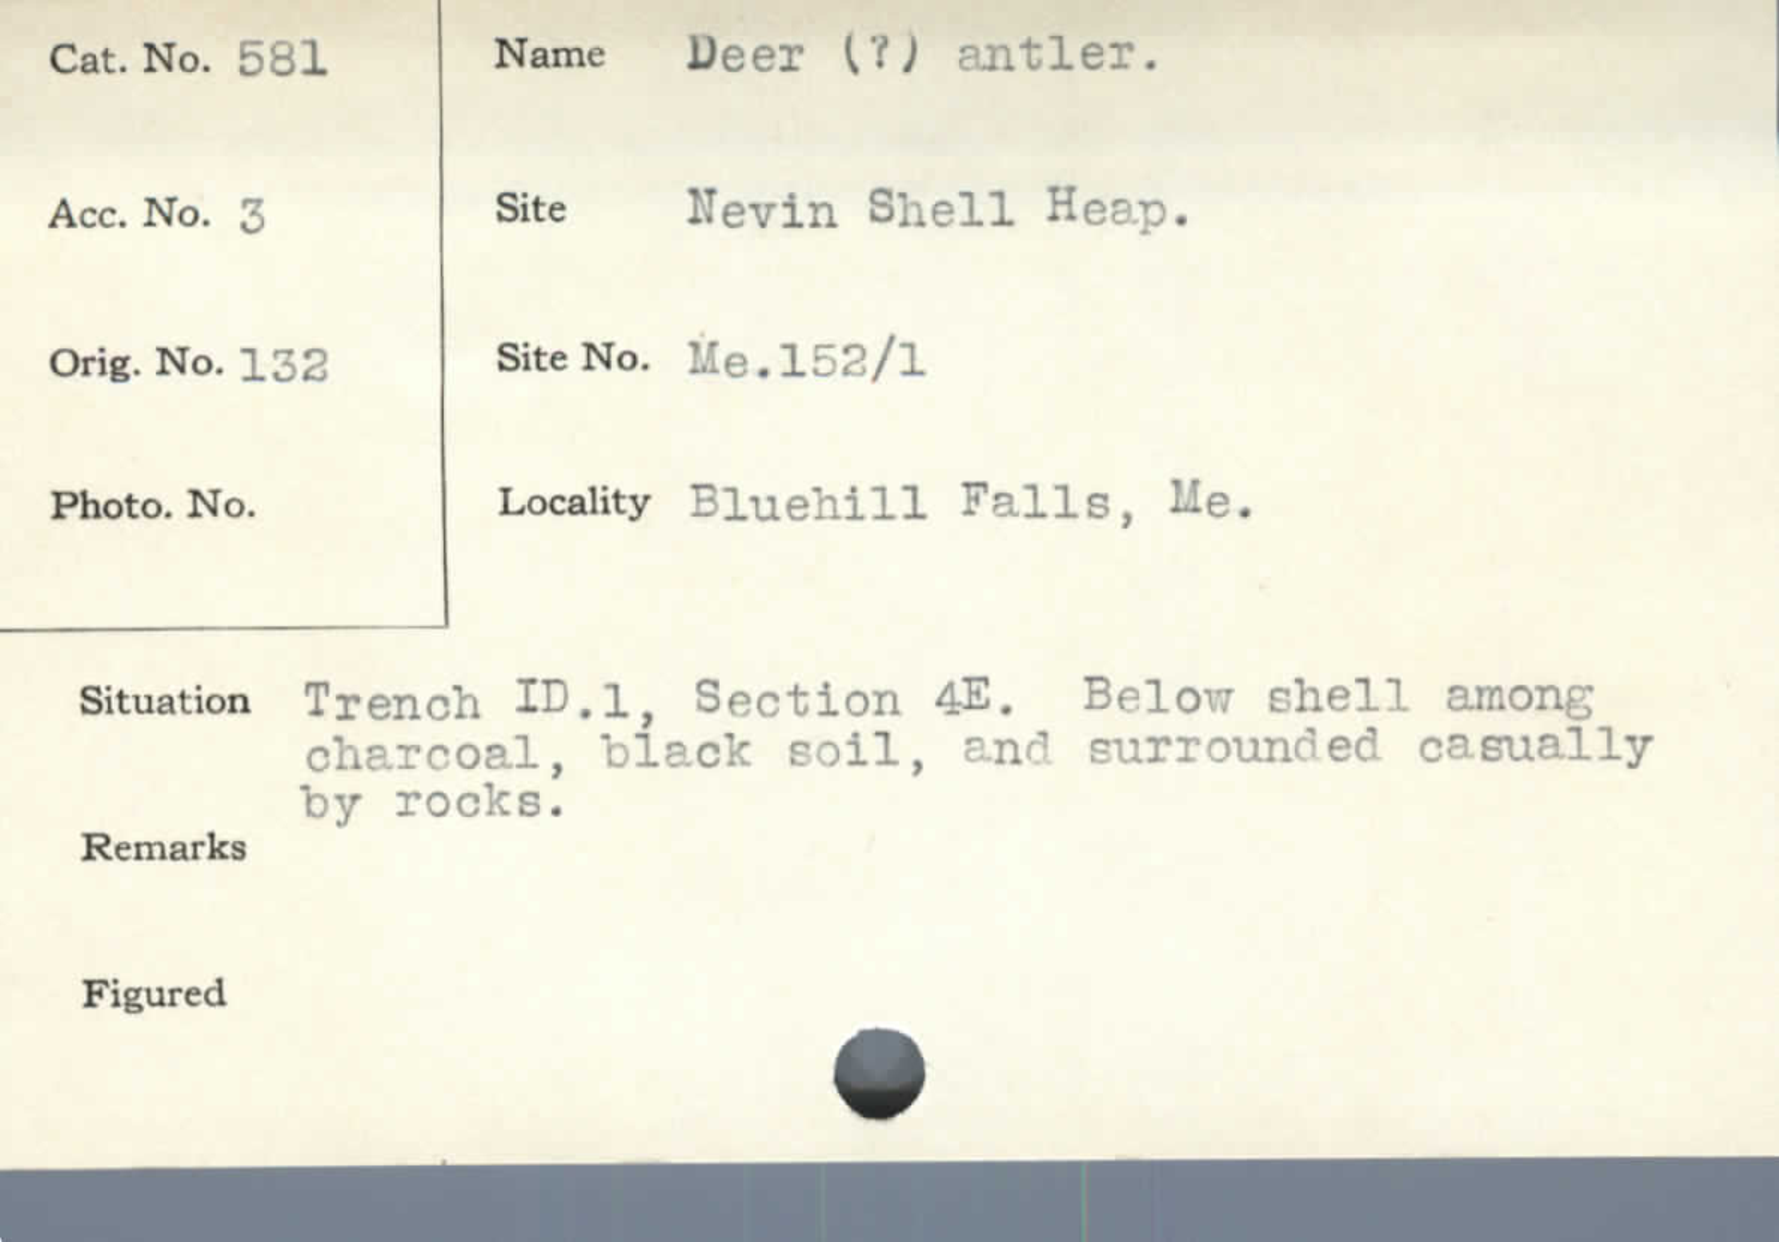 Cat. No. 581
Name Deer (?) antler.
Acc. No. 3
Site Nevin Shell Heap.
Orig. No. 132
Site No. Me.152/1
Photo. No.
Locality Bluehill Falls, Me.
Situation Trench ID.1, Section 4E. Below shell among
charcoal, black soil, and surrounded casually
by rocks.
Remarks
Figured